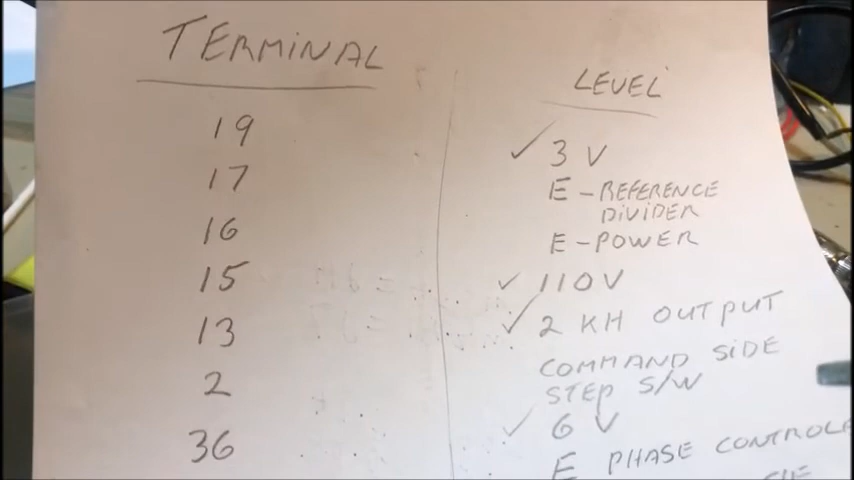 TERMINAL LEVEL
19 3 V
17 E - REFERENCE
DIVIDER
16 E - POWER
15 110V
13 2 KH OUTPUT
COMMAND SIDE
2 STEP S/W
36 6 V
E PHASE CONTROL